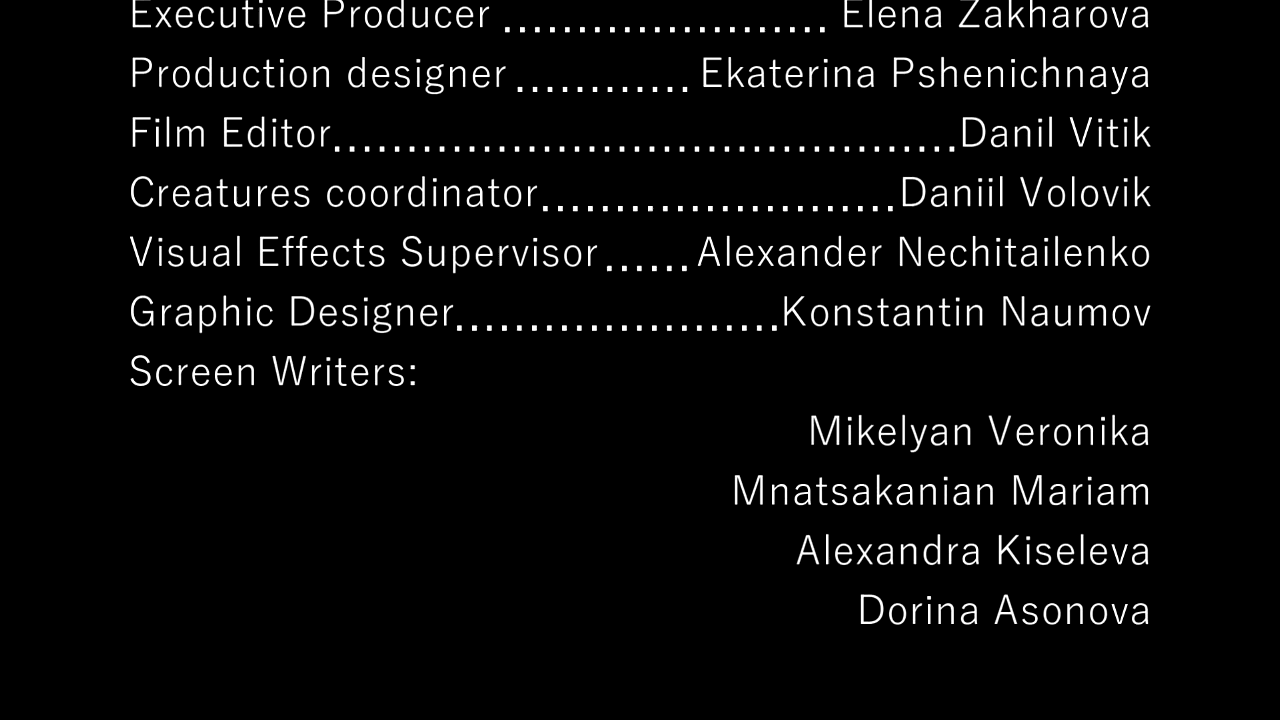 Executive Producer ...................... Elena Zakharova
Production designer ............ Ekaterina Pshenichnaya
Film Editor...........................................Danil Vitik
Creatures coordinator........................Daniil Volovik
Visual Effects Supervisor ...... Alexander Nechitailenko
Graphic Designer......................Konstantin Naumov
Screen Writers:
Mikelyan Veronika
Mnatsakanian Mariam
Alexandra Kiseleva
Dorina Asonova